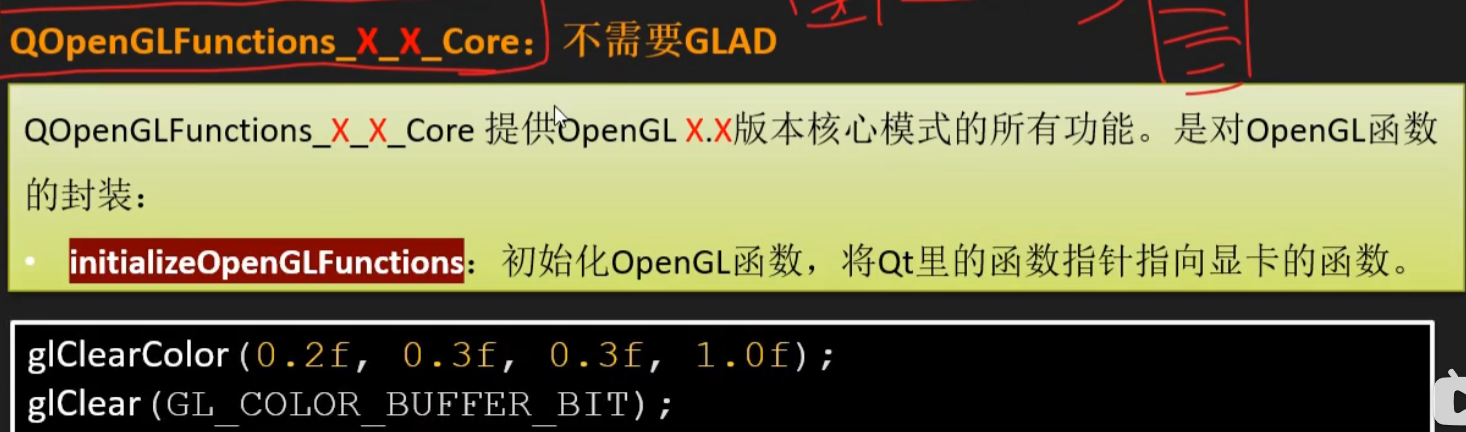 QOpenGLFunctions_X_X_Core：不需要GLAD
QOpenGLFunctions_X_X_Core 提供OpenGL X.X版本核心模式的所有功能。是对OpenGL函数
的封装：
• initializeOpenGLFunctions：初始化OpenGL函数，将Qt里的函数指针指向显卡的函数。
glClearColor(0.2f, 0.3f, 0.3f, 1.0f);
glClear(GL_COLOR_BUFFER_BIT);